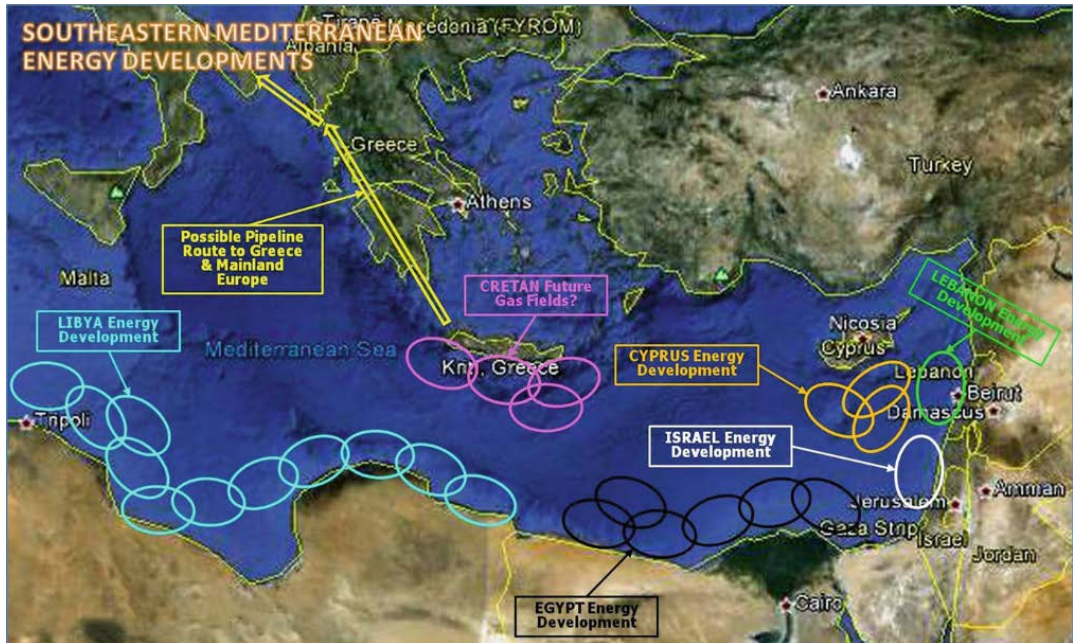 SOUTHEASTERN MEDITERRANEAN
ENERGY DEVELOPMENTS
Tirane
Macedonia (FYROM)
Albania
Ankara
Greece
Turkey
Athens
Possible Pipeline
Route to Greece
& Mainland
Europe
Malta
CRETAN Future
Gas Fields?
LEBANON Energy
Development
LIBYA Energy
Development
Mediterranean Sea
Nicosia
Cyprus
CYPRUS Energy
Development
Greece
Lebanon
Beirut
Damascus
Tripoli
ISRAEL Energy
Development
Jerusalem
Amman
Gaza Strip
Israel
Jordan
EGYPT Energy
Development
Cairo